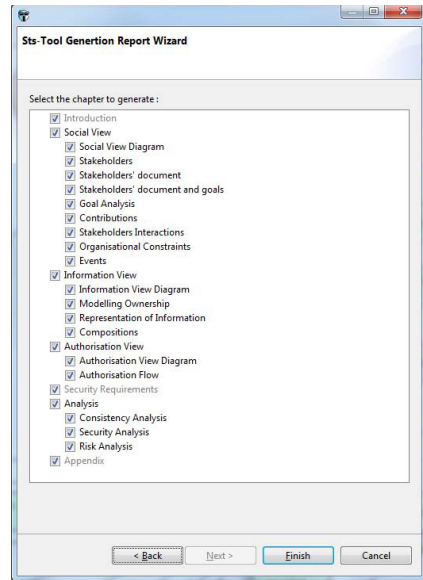 Sts-Tool Genertion Report Wizard
Select the chapter to generate :
Introduction
Social View
Social View Diagram
Stakeholders
Stakeholders' document
Stakeholders' document and goals
Goal Analysis
Contributions
Stakeholders Interactions
Organisational Constraints
Events
Information View
Information View Diagram
Modelling Ownership
Representation of Information
Compositions
Authorisation View
Authorisation View Diagram
Authorisation Flow
Security Requirements
Analysis
Consistency Analysis
Security Analysis
Risk Analysis
Appendix
< Back Next > Finish Cancel